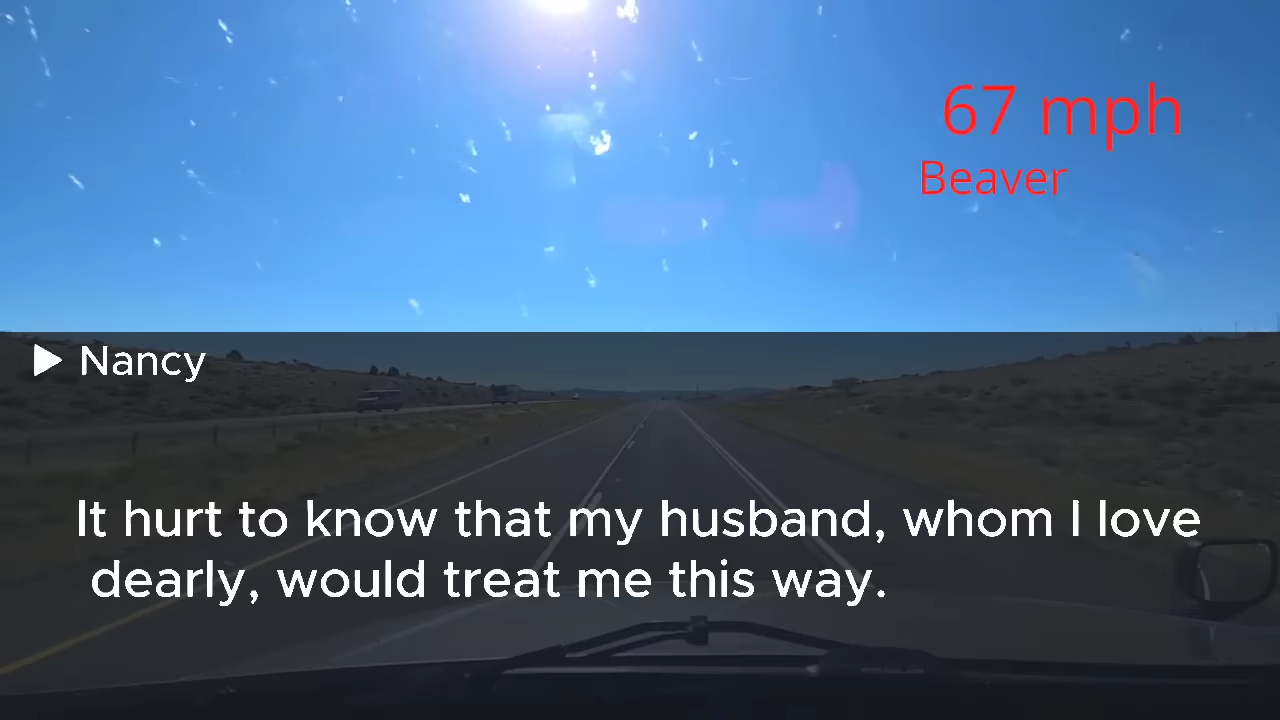 67 mph
Beaver
Nancy
It hurt to know that my husband, whom I love
dearly, would treat me this way.